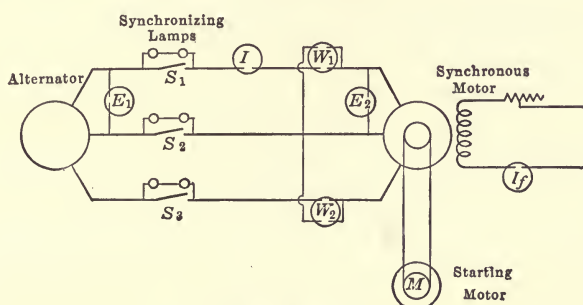 Synchronizing
Lamps
Alternator
S1
I
W1
Synchronous
Motor
E1
E2
S2
If
S3
W2
M
Starting
Motor